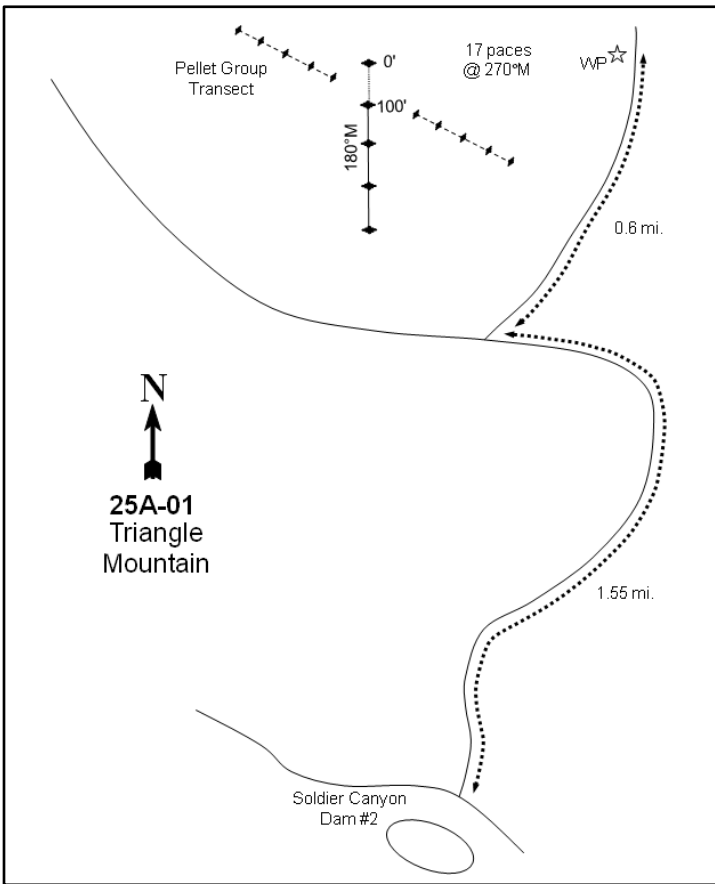 Pellet Group
Transect
0'
17 paces
@ 270°M
WP
100'
180°M
0.6 mi.
N
25A-01
Triangle
Mountain
1.55 mi.
Soldier Canyon
Dam #2